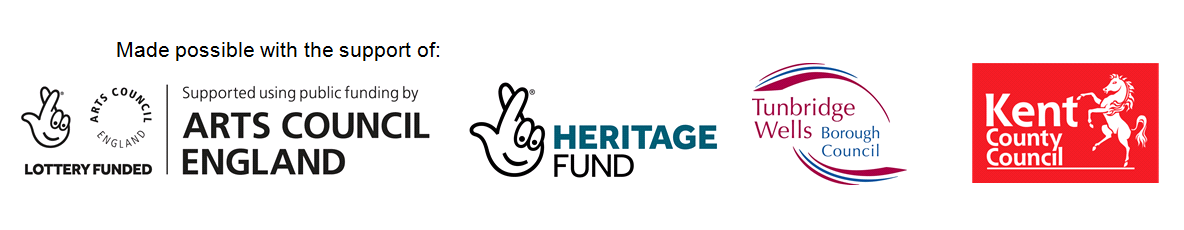 Made possible with the support of:
ARTS COUNCIL
ENGLAND
LOTTERY FUNDED
Supported using public funding by
ARTS COUNCIL
ENGLAND
HERITAGE
FUND
Tunbridge
Wells Borough
Council
Kent
County
Council